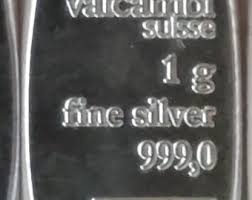 valcambi
suisse
1 g
fine silver
999,0